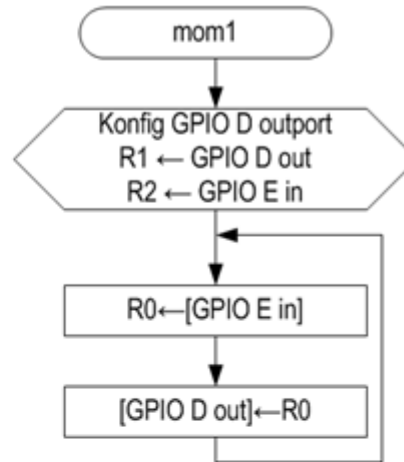 mom1
Konfig GPIO D outport
R1 ← GPIO D out
R2 ← GPIO E in
R0←[GPIO E in]
[GPIO D out]←R0